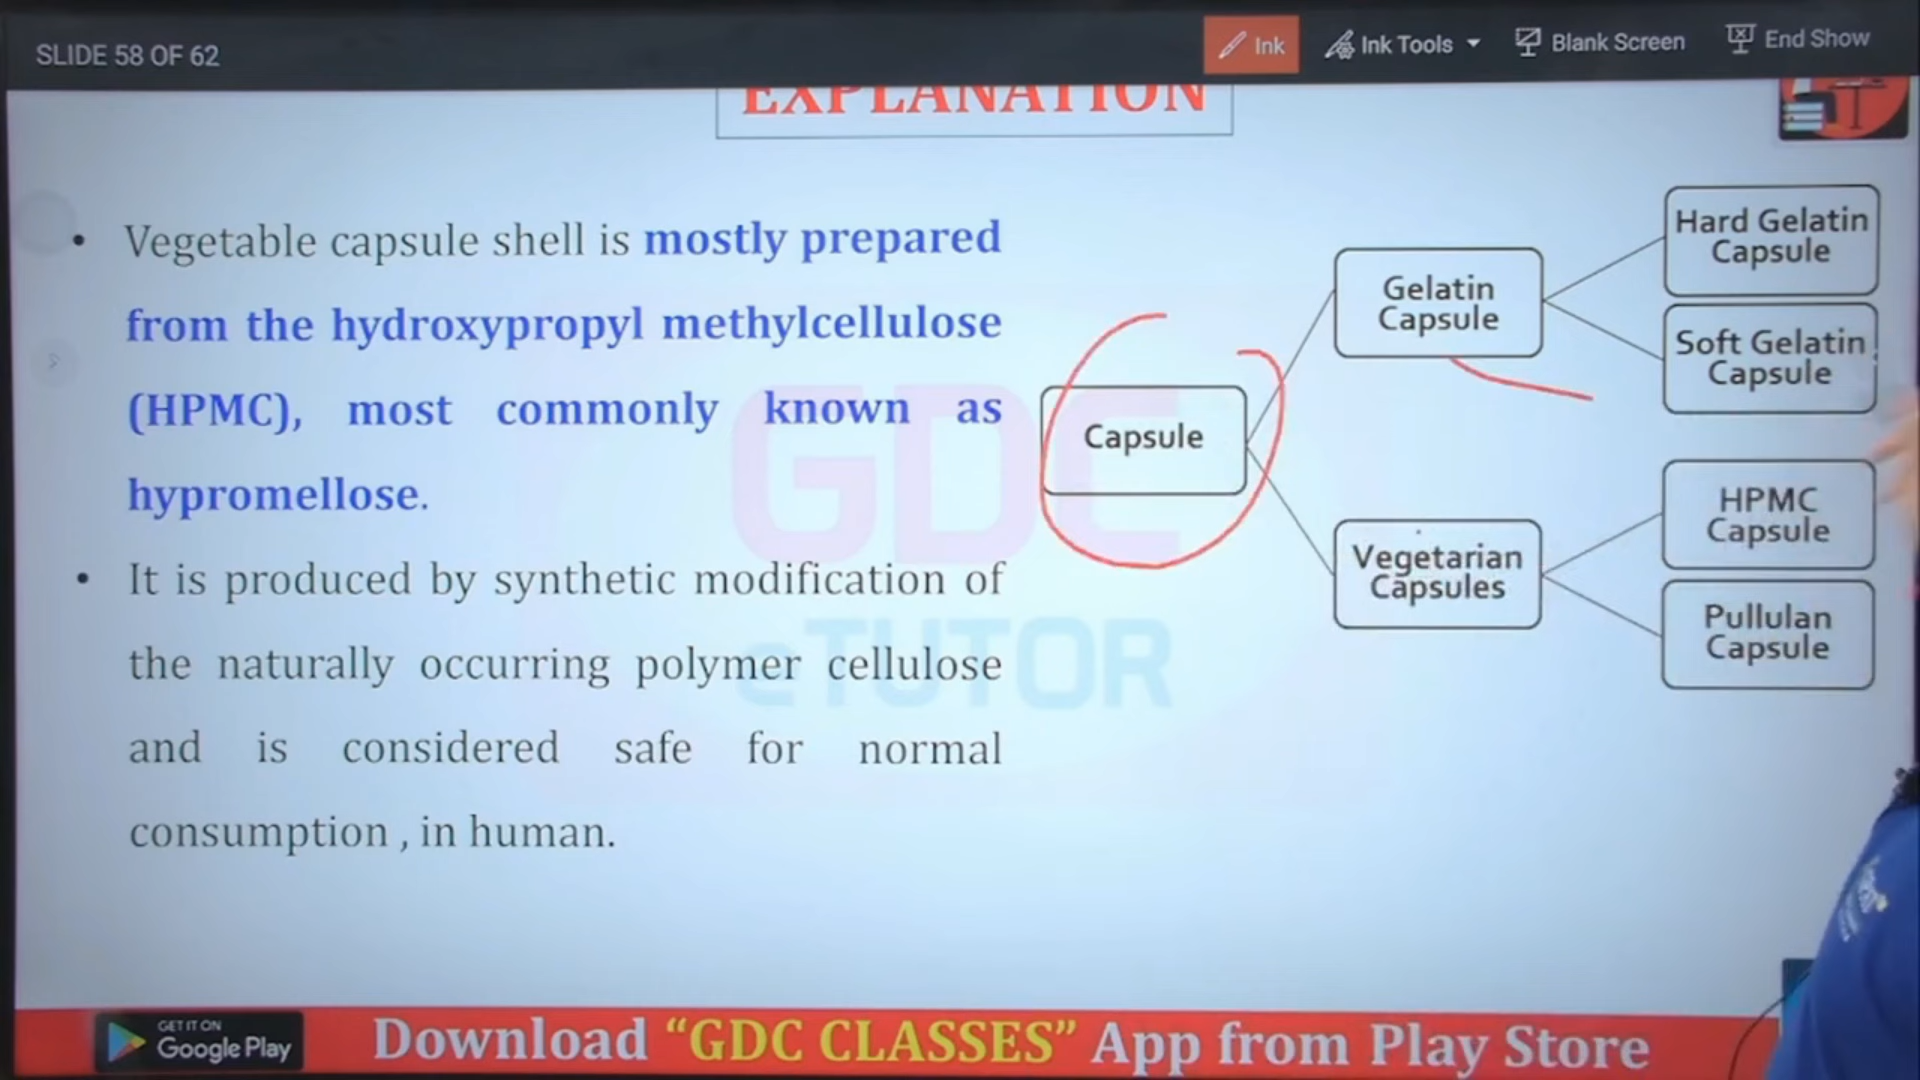 SLIDE 58 OF 62
Ink
Ink Tools
Blank Screen
End Show
EXPLANATION
• Vegetable capsule shell is mostly prepared
from the hydroxypropyl methylcellulose
(HPMC), most commonly known as
hypromellose.
• It is produced by synthetic modification of
the naturally occurring polymer cellulose
and is considered safe for normal
consumption , in human.
Capsule
Gelatin
Capsule
Hard Gelatin
Capsule
Soft Gelatin
Capsule
Vegetarian
Capsules
HPMC
Capsule
Pullulan
Capsule
GDC
eTUTOR
GET IT ON
Google Play
Download “GDC CLASSES” App from Play Store